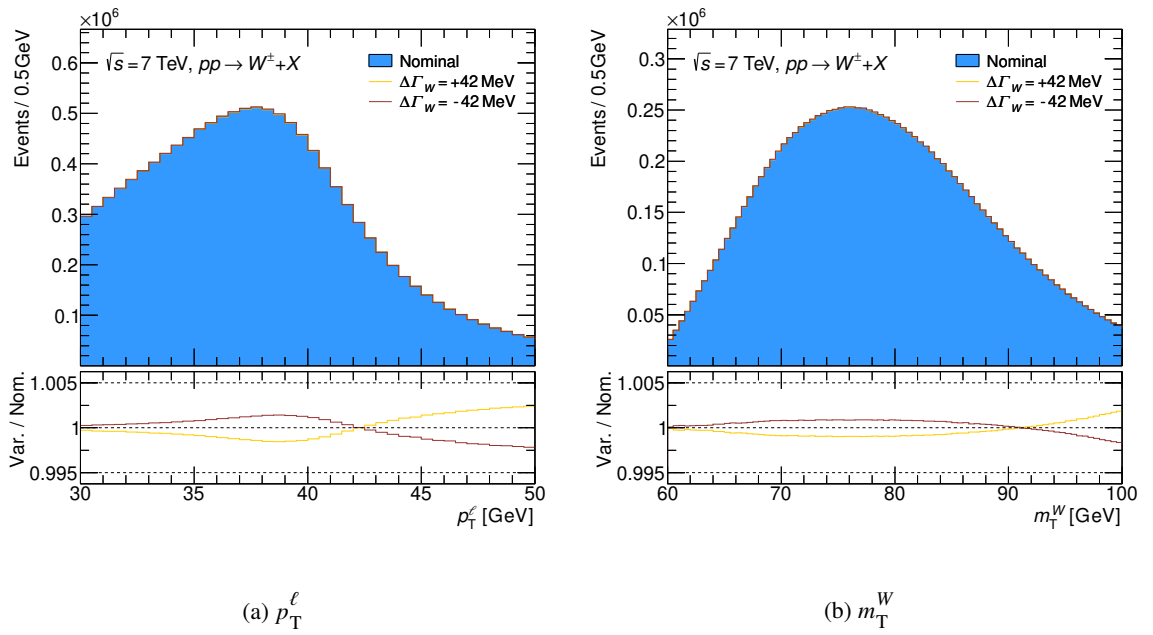 ×10⁶
Events / 0.5GeV
0.6
0.5
0.4
0.3
0.2
0.1
√s = 7 TeV, pp → W± + X
Nominal
ΔΓ_W = +42 MeV
ΔΓ_W = -42 MeV
Var. / Nom.
1.005
1
0.995
30 35 40 45 50
p_T^ℓ [GeV]
(a) p_T^ℓ
×10⁶
Events / 0.5GeV
0.3
0.25
0.2
0.15
0.1
0.05
√s = 7 TeV, pp → W± + X
Nominal
ΔΓ_W = +42 MeV
ΔΓ_W = -42 MeV
Var. / Nom.
1.005
1
0.995
60 70 80 90 100
m_T^W [GeV]
(b) m_T^W